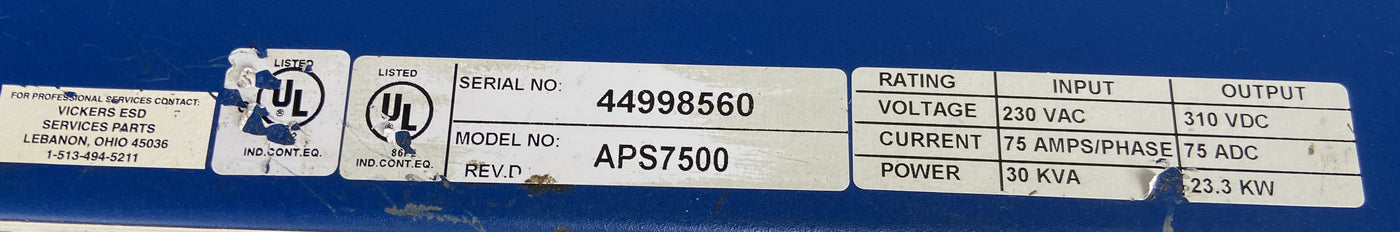 FOR PROFESSIONAL SERVICES CONTACT:
VICKERS ESD
SERVICES PARTS
LEBANON, OHIO 45036
1-513-494-5211
LISTED
UL
®
IND.CONT.EQ.
LISTED
UL
IND.CONT.EQ.
SERIAL NO: 44998560
MODEL NO: APS7500
REV.D
RATING INPUT OUTPUT
VOLTAGE 230 VAC 310 VDC
CURRENT 75 AMPS/PHASE 75 ADC
POWER 30 KVA 23.3 KW